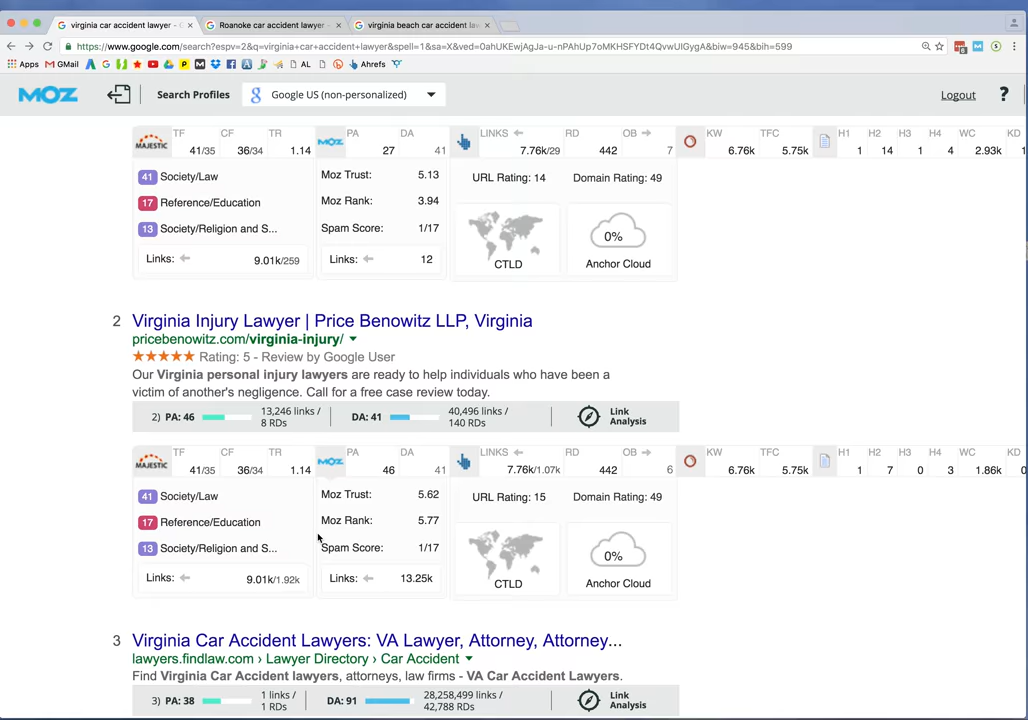 virginia car accident lawyer - G
Roanoke car accident lawyer -
virginia beach car accident law
https://www.google.com/search?espv=2&q=virginia+car+accident+lawyer&spell=1&sa=X&ved=0ahUKEwjAgJa-u-nPAhUp7oMKHSFYDt4QvwUIGygA&biw=945&bih=599
Apps GMail AL Ahrefs
MOZ Search Profiles Google US (non-personalized) Logout ?
MAJESTIC TF 41/35 CF 36/34 TR 1.14 MOZ PA 27 DA 41 LINKS 7.76k/29 RD 442 OB 7 KW 6.76k TFC 5.75k H1 1 H2 14 H3 1 H4 4 WC 2.93k KD
41 Society/Law Moz Trust: 5.13 URL Rating: 14 Domain Rating: 49
17 Reference/Education Moz Rank: 3.94
13 Society/Religion and S... Spam Score: 1/17 0%
Links: 9.01k/259 Links: 12 CTLD Anchor Cloud
2 Virginia Injury Lawyer | Price Benowitz LLP, Virginia
pricebenowitz.com/virginia-injury/
Rating: 5 - Review by Google User
Our Virginia personal injury lawyers are ready to help individuals who have been a
victim of another's negligence. Call for a free case review today.
2) PA: 46 13,246 links / 8 RDs DA: 41 40,496 links / 140 RDs Link Analysis
MAJESTIC TF 41/35 CF 36/34 TR 1.14 MOZ PA 46 DA 41 LINKS 7.76k/1.07k RD 442 OB 6 KW 6.76k TFC 5.75k H1 1 H2 7 H3 0 H4 3 WC 1.86k KD
41 Society/Law Moz Trust: 5.62 URL Rating: 15 Domain Rating: 49
17 Reference/Education Moz Rank: 5.77
13 Society/Religion and S... Spam Score: 1/17 0%
Links: 9.01k/1.92k Links: 13.25k CTLD Anchor Cloud
3 Virginia Car Accident Lawyers: VA Lawyer, Attorney, Attorney...
lawyers.findlaw.com › Lawyer Directory › Car Accident
Find Virginia Car Accident lawyers, attorneys, law firms - VA Car Accident Lawyers.
3) PA: 38 1 links / 1 RDs DA: 91 28,258,499 links / 42,788 RDs Link Analysis